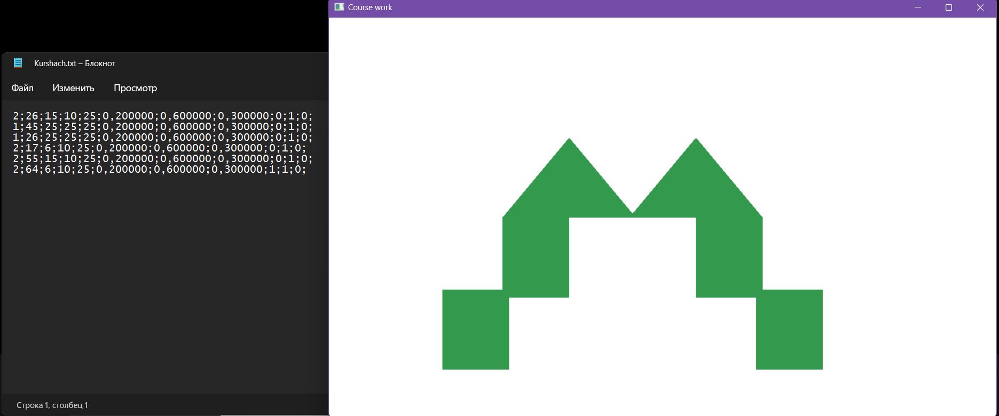 Course work
Kurshach.txt – Блокнот
Файл Изменить Просмотр
2;26;15;10;25;0,200000;0,600000;0,300000;0;1;0;
1;45;25;25;25;0,200000;0,600000;0,300000;0;1;0;
1;26;25;25;25;0,200000;0,600000;0,300000;0;1;0;
2;17;6;10;25;0,200000;0,600000;0,300000;0;1;0;
2;55;15;10;25;0,200000;0,600000;0,300000;0;1;0;
2;64;6;10;25;0,200000;0,600000;0,300000;1;1;0;
Строка 1, столбец 1